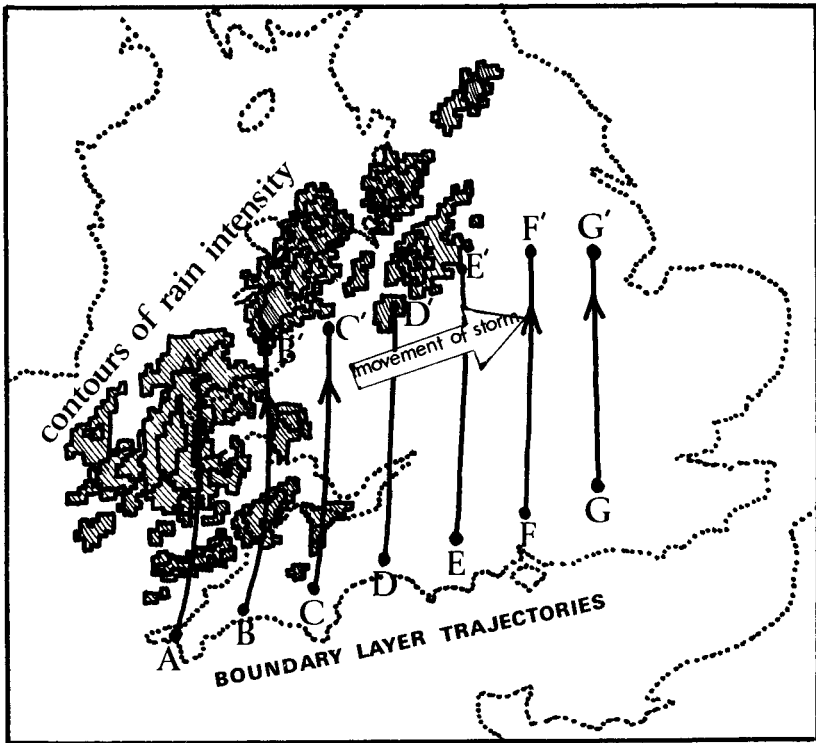 contours of rain intensity
F'
G'
E'
D'
C'
B'
movement of storm
A
B
C
D
E
F
G
BOUNDARY LAYER TRAJECTORIES